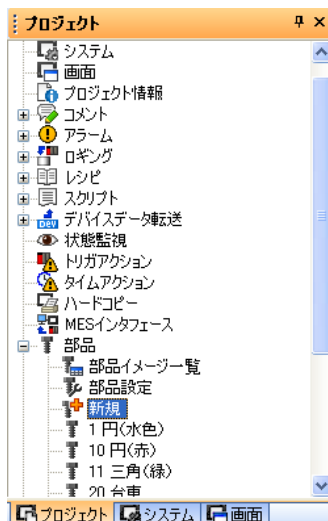 プロジェクト
システム
画面
プロジェクト情報
コメント
アラーム
ロギング
レシピ
スクリプト
Dev デバイスデータ転送
状態監視
トリガアクション
タイムアクション
ハードコピー
MESインタフェース
部品
部品イメージ一覧
部品設定
新規
1 円(水色)
10 円(赤)
11 三角(緑)
20 台車
プロジェクト システム 画面